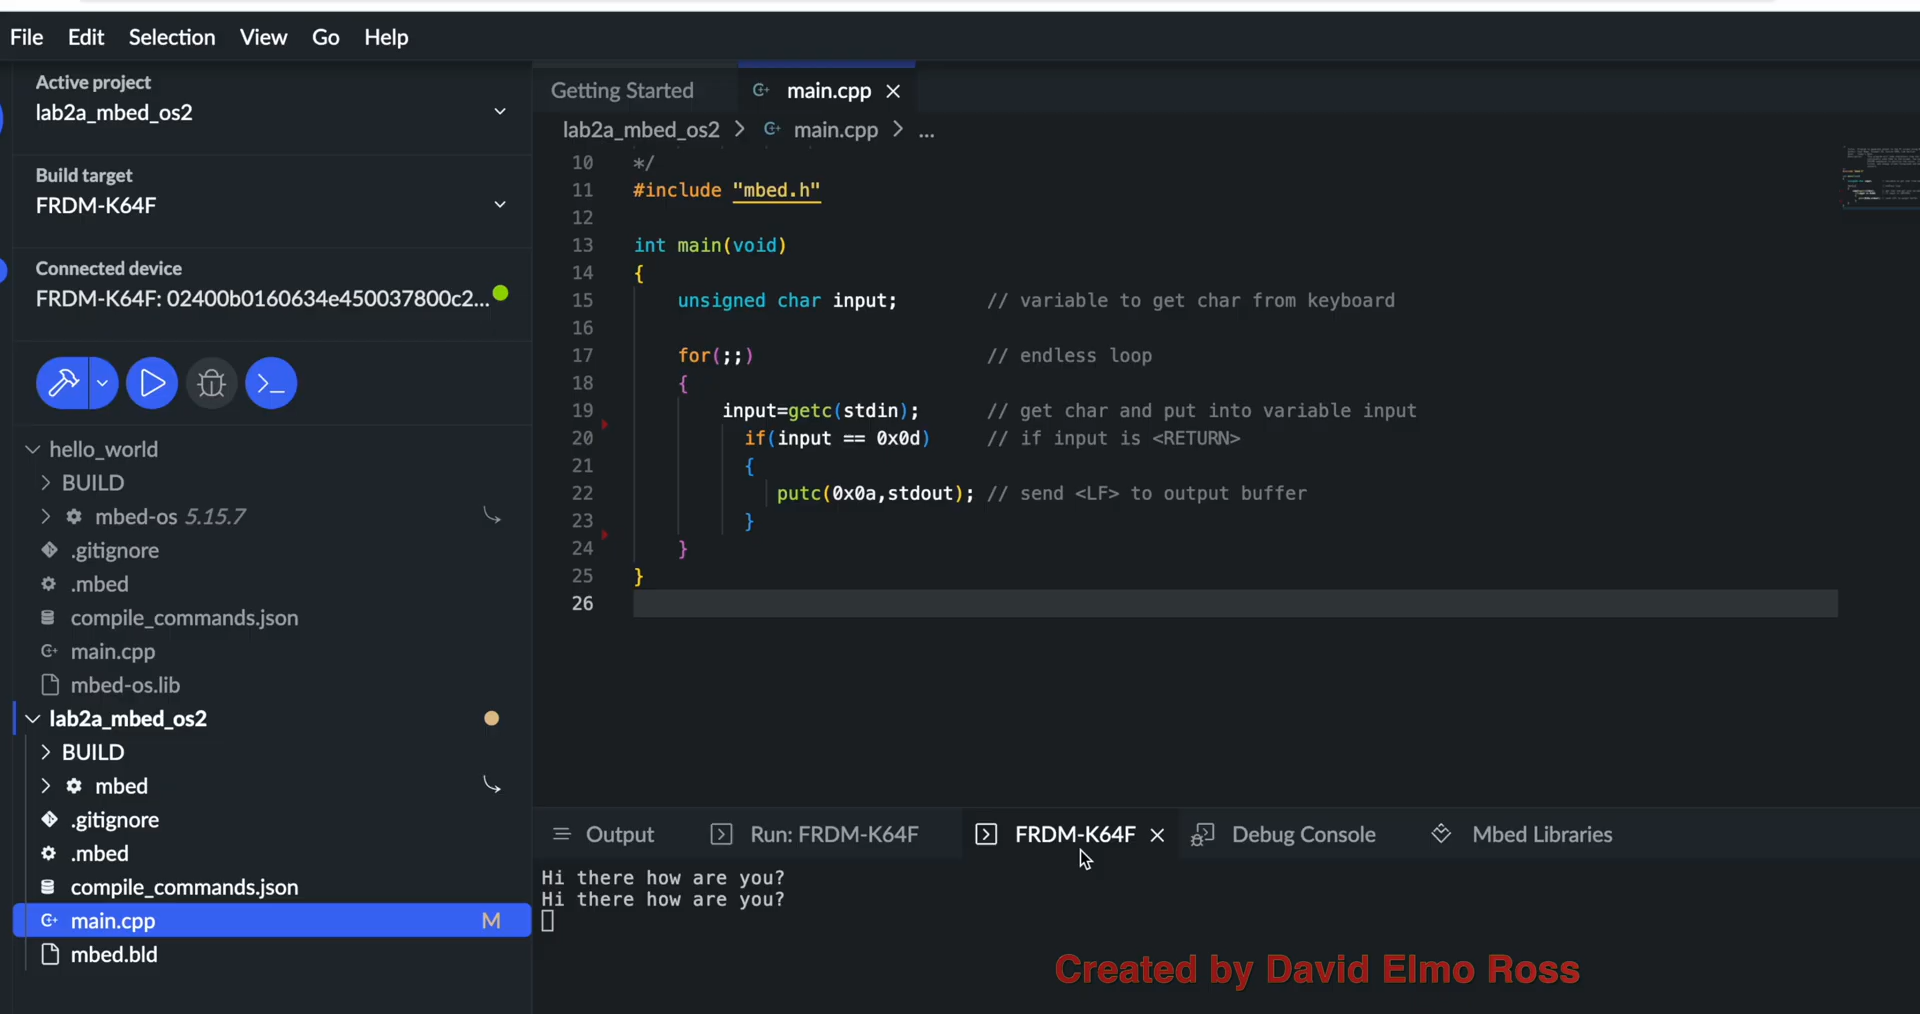 File Edit Selection View Go Help
Active project
lab2a_mbed_os2
Build target
FRDM-K64F
Connected device
FRDM-K64F: 02400b0160634e450037800c2...
hello_world
BUILD
mbed-os 5.15.7
.gitignore
.mbed
compile_commands.json
main.cpp
mbed-os.lib
lab2a_mbed_os2
BUILD
mbed
.gitignore
.mbed
compile_commands.json
main.cpp M
mbed.bld
Getting Started main.cpp
lab2a_mbed_os2 > main.cpp > ...
10 */
11 #include "mbed.h"
12
13 int main(void)
14 {
15 unsigned char input; // variable to get char from keyboard
16
17 for(;;) // endless loop
18 {
19 input=getc(stdin); // get char and put into variable input
20 if(input == 0x0d) // if input is <RETURN>
21 {
22 putc(0x0a,stdout); // send <LF> to output buffer
23 }
24 }
25 }
26
Output Run: FRDM-K64F FRDM-K64F Debug Console Mbed Libraries
Hi there how are you?
Hi there how are you?
Created by David Elmo Ross